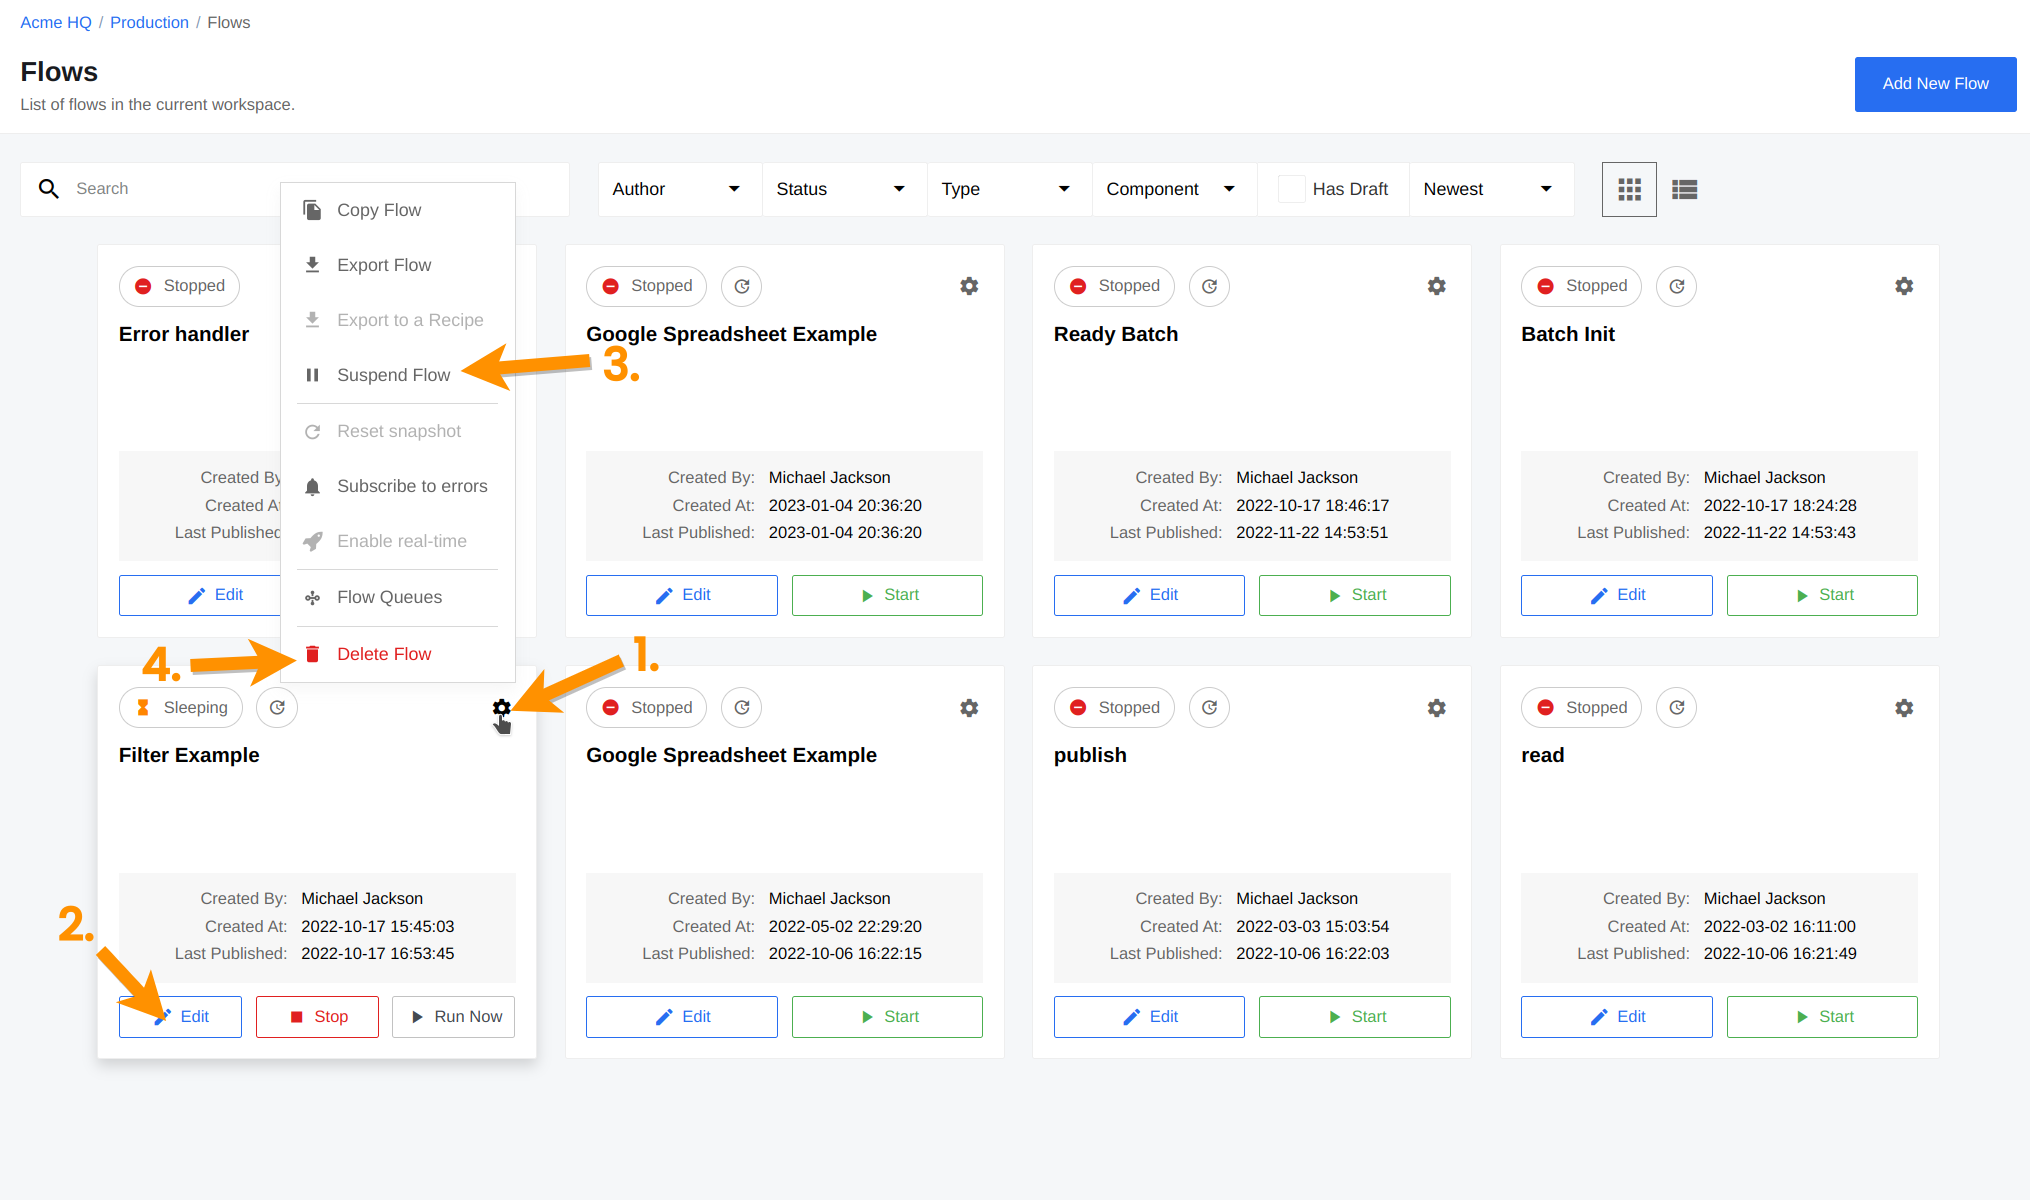 Acme HQ / Production / Flows
Flows
List of flows in the current workspace.
Add New Flow
Search
Author
Status
Type
Component
Has Draft
Newest
Copy Flow
Export Flow
Export to a Recipe
Suspend Flow
Reset snapshot
Subscribe to errors
Enable real-time
Flow Queues
Delete Flow
3.
4.
1.
2.
Stopped
Error handler
Created By
Created At
Last Published
Edit
Stopped
Google Spreadsheet Example
Created By: Michael Jackson
Created At: 2023-01-04 20:36:20
Last Published: 2023-01-04 20:36:20
Edit
Start
Stopped
Ready Batch
Created By: Michael Jackson
Created At: 2022-10-17 18:46:17
Last Published: 2022-11-22 14:53:51
Edit
Start
Stopped
Batch Init
Created By: Michael Jackson
Created At: 2022-10-17 18:24:28
Last Published: 2022-11-22 14:53:43
Edit
Start
Sleeping
Filter Example
Created By: Michael Jackson
Created At: 2022-10-17 15:45:03
Last Published: 2022-10-17 16:53:45
Edit
Stop
Run Now
Stopped
Google Spreadsheet Example
Created By: Michael Jackson
Created At: 2022-05-02 22:29:20
Last Published: 2022-10-06 16:22:15
Edit
Start
Stopped
publish
Created By: Michael Jackson
Created At: 2022-03-03 15:03:54
Last Published: 2022-10-06 16:22:03
Edit
Start
Stopped
read
Created By: Michael Jackson
Created At: 2022-03-02 16:11:00
Last Published: 2022-10-06 16:21:49
Edit
Start